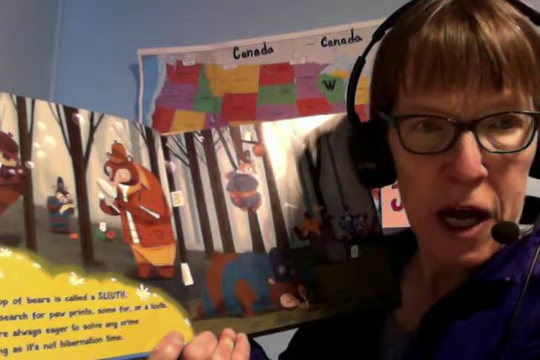 Canada
Canada
W
up of bears is called a SLEUTH.
search for paw prints, some fur, or a tooth.
re always eager to solve any crime
ng as it's not hibernation time.